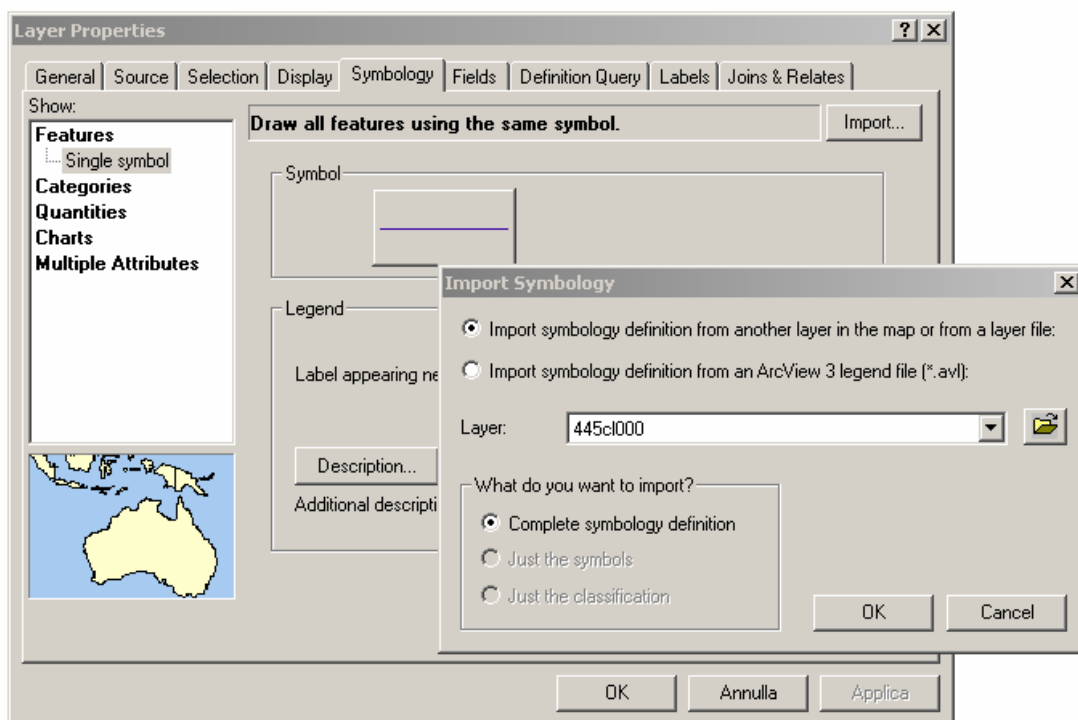 Layer Properties
General Source Selection Display Symbology Fields Definition Query Labels Joins & Relates
Show:
Features
Single symbol
Categories
Quantities
Charts
Multiple Attributes
Draw all features using the same symbol.
Import...
Symbol
Legend
Label appearing ne
Description...
Additional descripti
Import Symbology
Import symbology definition from another layer in the map or from a layer file:
Import symbology definition from an ArcView 3 legend file (*.avl):
Layer: 445cl000
What do you want to import?
Complete symbology definition
Just the symbols
Just the classification
OK Cancel
OK Annulla Applica